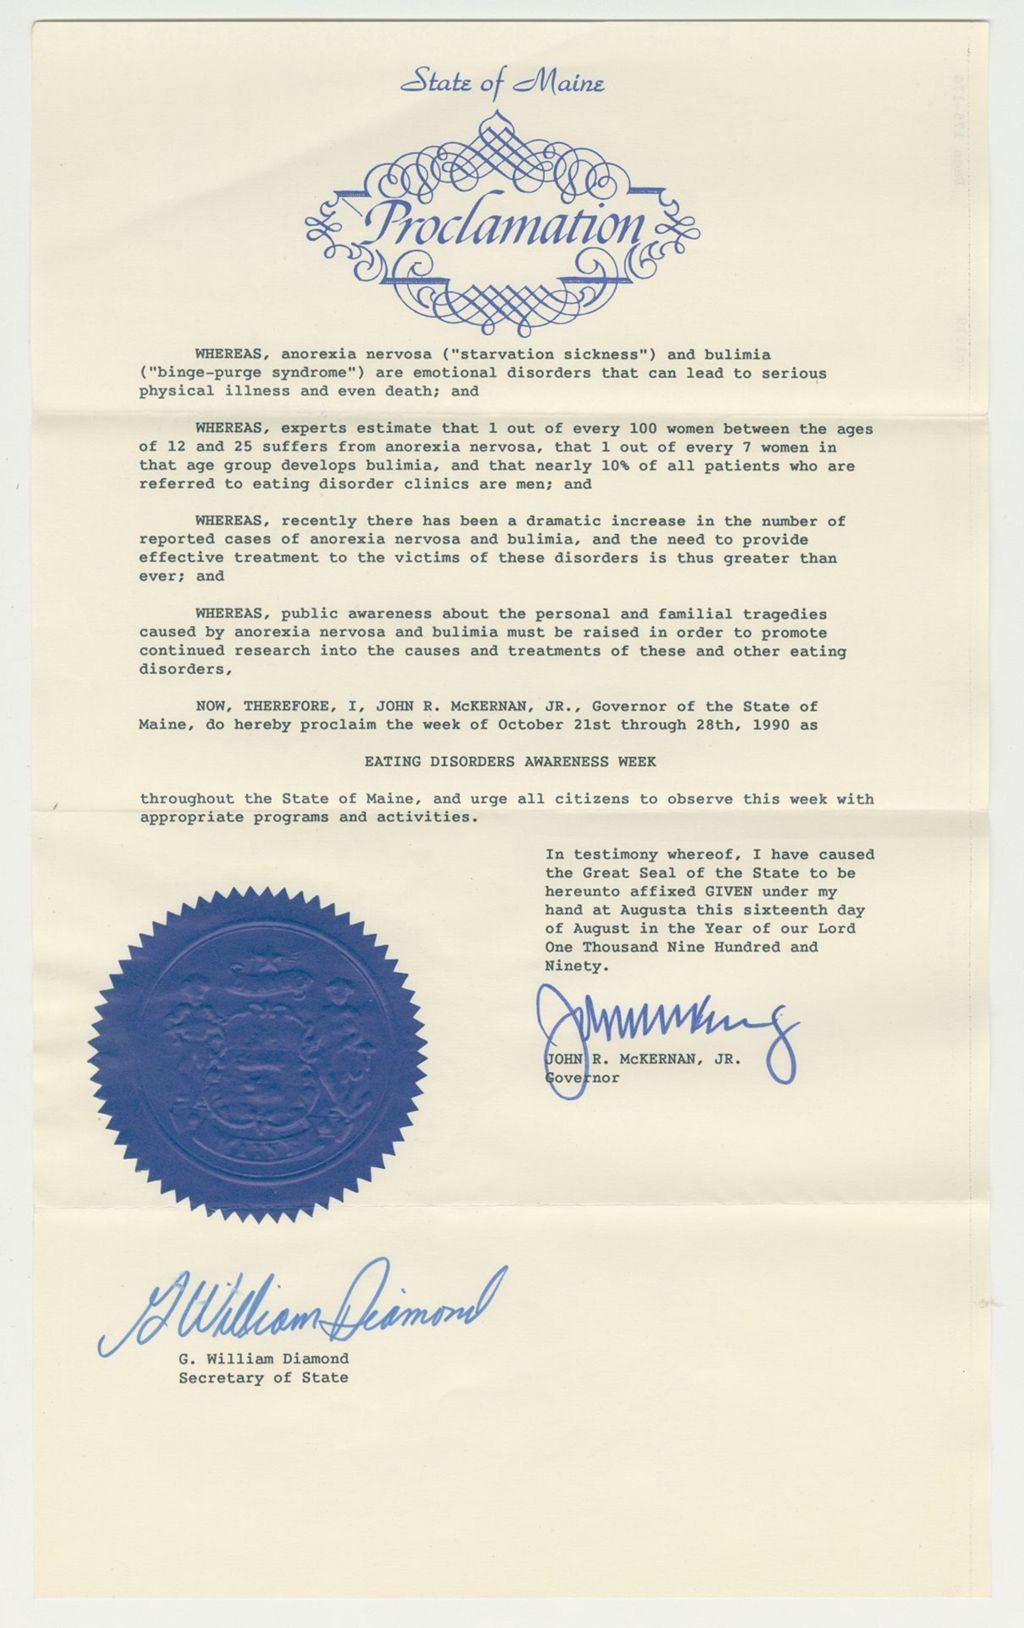 State of Maine
Proclamation
WHEREAS, anorexia nervosa ("starvation sickness") and bulimia
("binge-purge syndrome") are emotional disorders that can lead to serious
physical illness and even death; and
WHEREAS, experts estimate that 1 out of every 100 women between the ages
of 12 and 25 suffers from anorexia nervosa, that 1 out of every 7 women in
that age group develops bulimia, and that nearly 10% of all patients who are
referred to eating disorder clinics are men; and
WHEREAS, recently there has been a dramatic increase in the number of
reported cases of anorexia nervosa and bulimia, and the need to provide
effective treatment to the victims of these disorders is thus greater than
ever; and
WHEREAS, public awareness about the personal and familial tragedies
caused by anorexia nervosa and bulimia must be raised in order to promote
continued research into the causes and treatments of these and other eating
disorders,
NOW, THEREFORE, I, JOHN R. McKERNAN, JR., Governor of the State of
Maine, do hereby proclaim the week of October 21st through 28th, 1990 as
EATING DISORDERS AWARENESS WEEK
throughout the State of Maine, and urge all citizens to observe this week with
appropriate programs and activities.
In testimony whereof, I have caused
the Great Seal of the State to be
hereunto affixed GIVEN under my
hand at Augusta this sixteenth day
of August in the Year of our Lord
One Thousand Nine Hundred and
Ninety.
JOHN R. McKERNAN, JR.
Governor
G William Diamond
G. William Diamond
Secretary of State